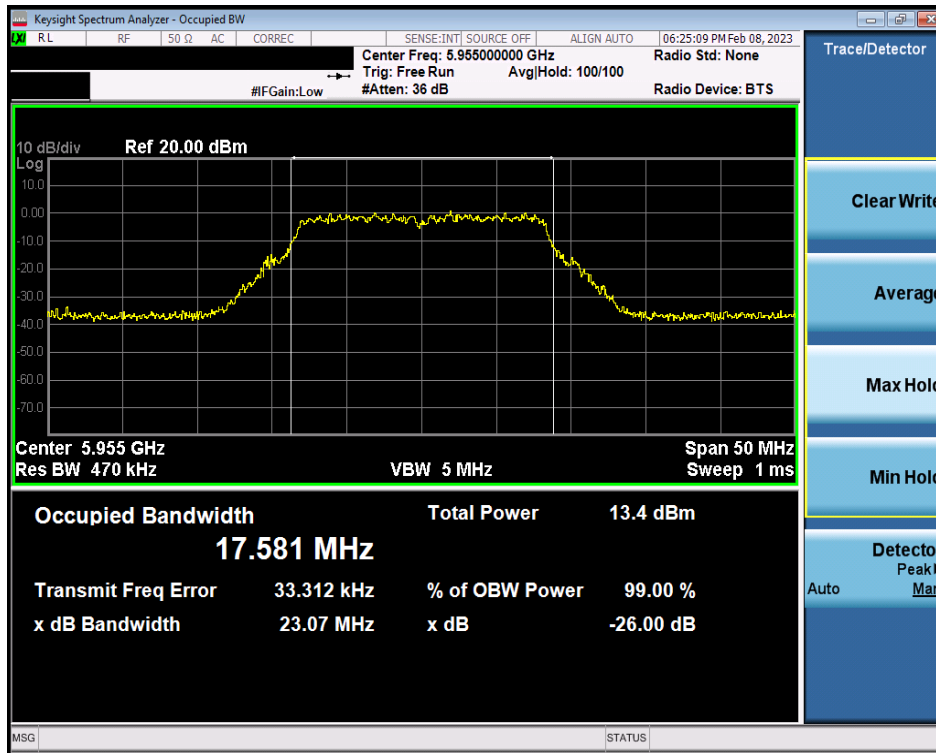 Keysight Spectrum Analyzer - Occupied BW
LXI RL RF 50 Ω AC CORREC SENSE:INT SOURCE OFF ALIGN AUTO 06:25:09 PM Feb 08, 2023
Center Freq: 5.955000000 GHz Radio Std: None
Trig: Free Run Avg|Hold: 100/100
#IFGain:Low #Atten: 36 dB Radio Device: BTS
Trace/Detector
10 dB/div Ref 20.00 dBm
Log
10.0
0.00
-10.0
-20.0
-30.0
-40.0
-50.0
-60.0
-70.0
Center 5.955 GHz Span 50 MHz
Res BW 470 kHz VBW 5 MHz Sweep 1 ms
Occupied Bandwidth Total Power 13.4 dBm
17.581 MHz
Transmit Freq Error 33.312 kHz % of OBW Power 99.00 %
x dB Bandwidth 23.07 MHz x dB -26.00 dB
Clear Write
Average
Max Hold
Min Hold
Detecto
Peak
Auto Man
MSG STATUS